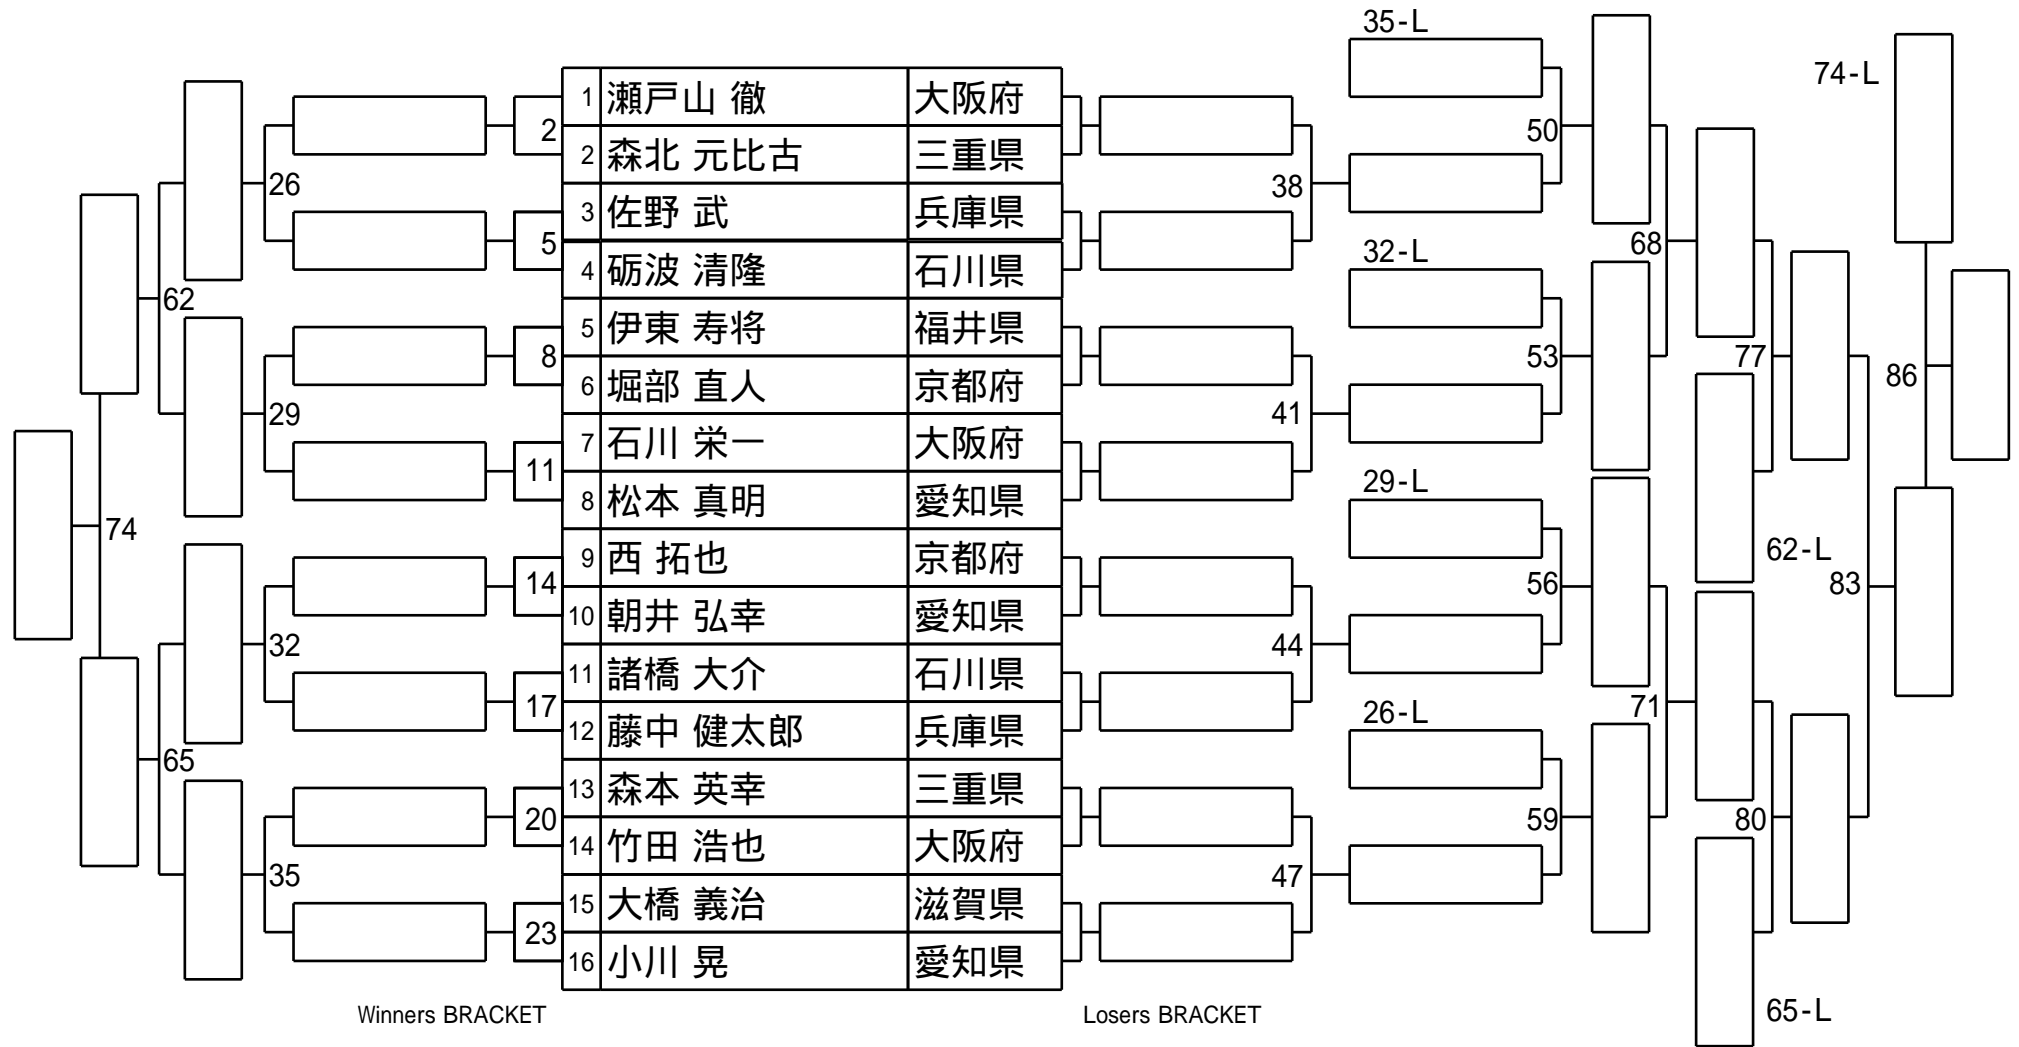 35-L
74-L
1 瀬戸山 徹 大阪府
2
50
2 森北 元比古 三重県
26
38
3 佐野 武 兵庫県
5
68
32-L
4 砺波 清隆 石川県
62
5 伊東 寿将 福井県
8
53
77
86
6 堀部 直人 京都府
29
41
7 石川 栄一 大阪府
11
29-L
8 松本 真明 愛知県
74
9 西 拓也 京都府
62-L
14
56
83
10 朝井 弘幸 愛知県
32
44
11 諸橋 大介 石川県
17
71
26-L
12 藤中 健太郎 兵庫県
65
13 森本 英幸 三重県
20
59
80
14 竹田 浩也 大阪府
35
47
15 大橋 義治 滋賀県
23
16 小川 晃 愛知県
Winners BRACKET
Losers BRACKET
65-L